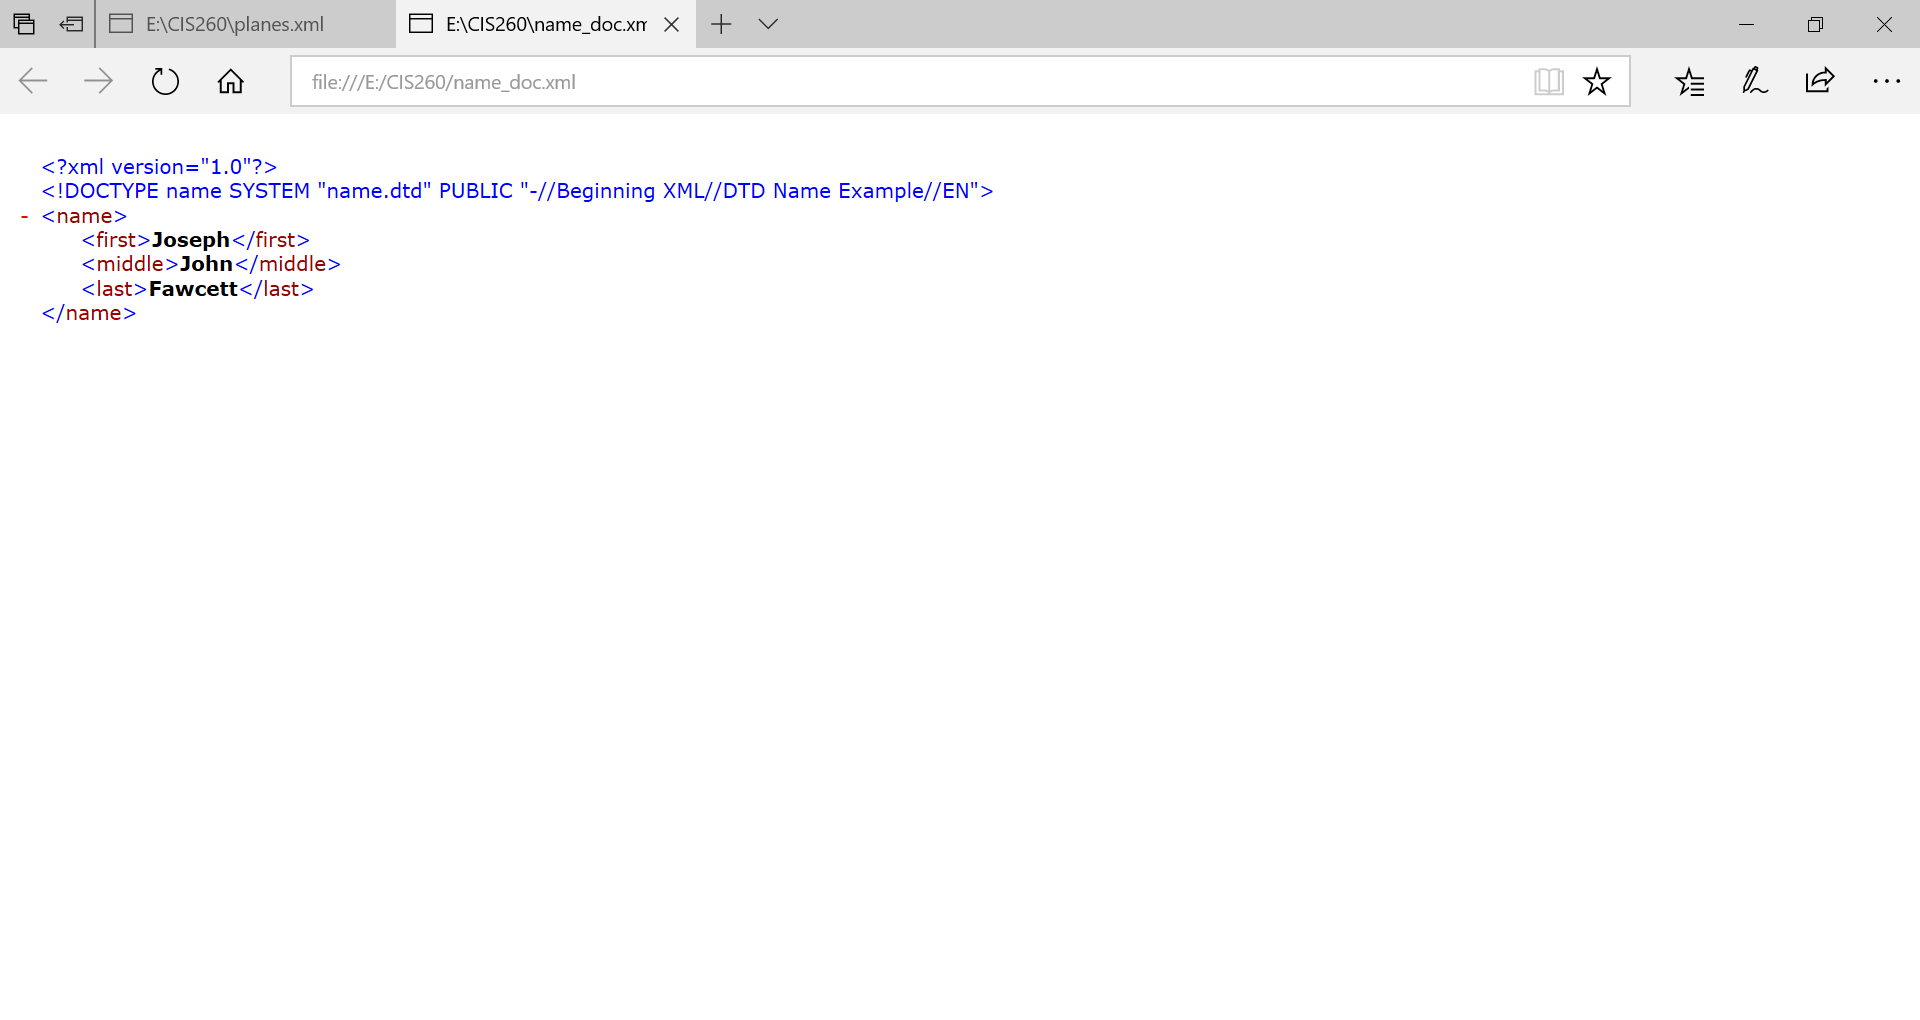 E:\CIS260\planes.xml
E:\CIS260\name_doc.xm
file:///E:/CIS260/name_doc.xml
<?xml version="1.0"?>
<!DOCTYPE name SYSTEM "name.dtd" PUBLIC "-//Beginning XML//DTD Name Example//EN">
- <name>
<first>Joseph</first>
<middle>John</middle>
<last>Fawcett</last>
</name>